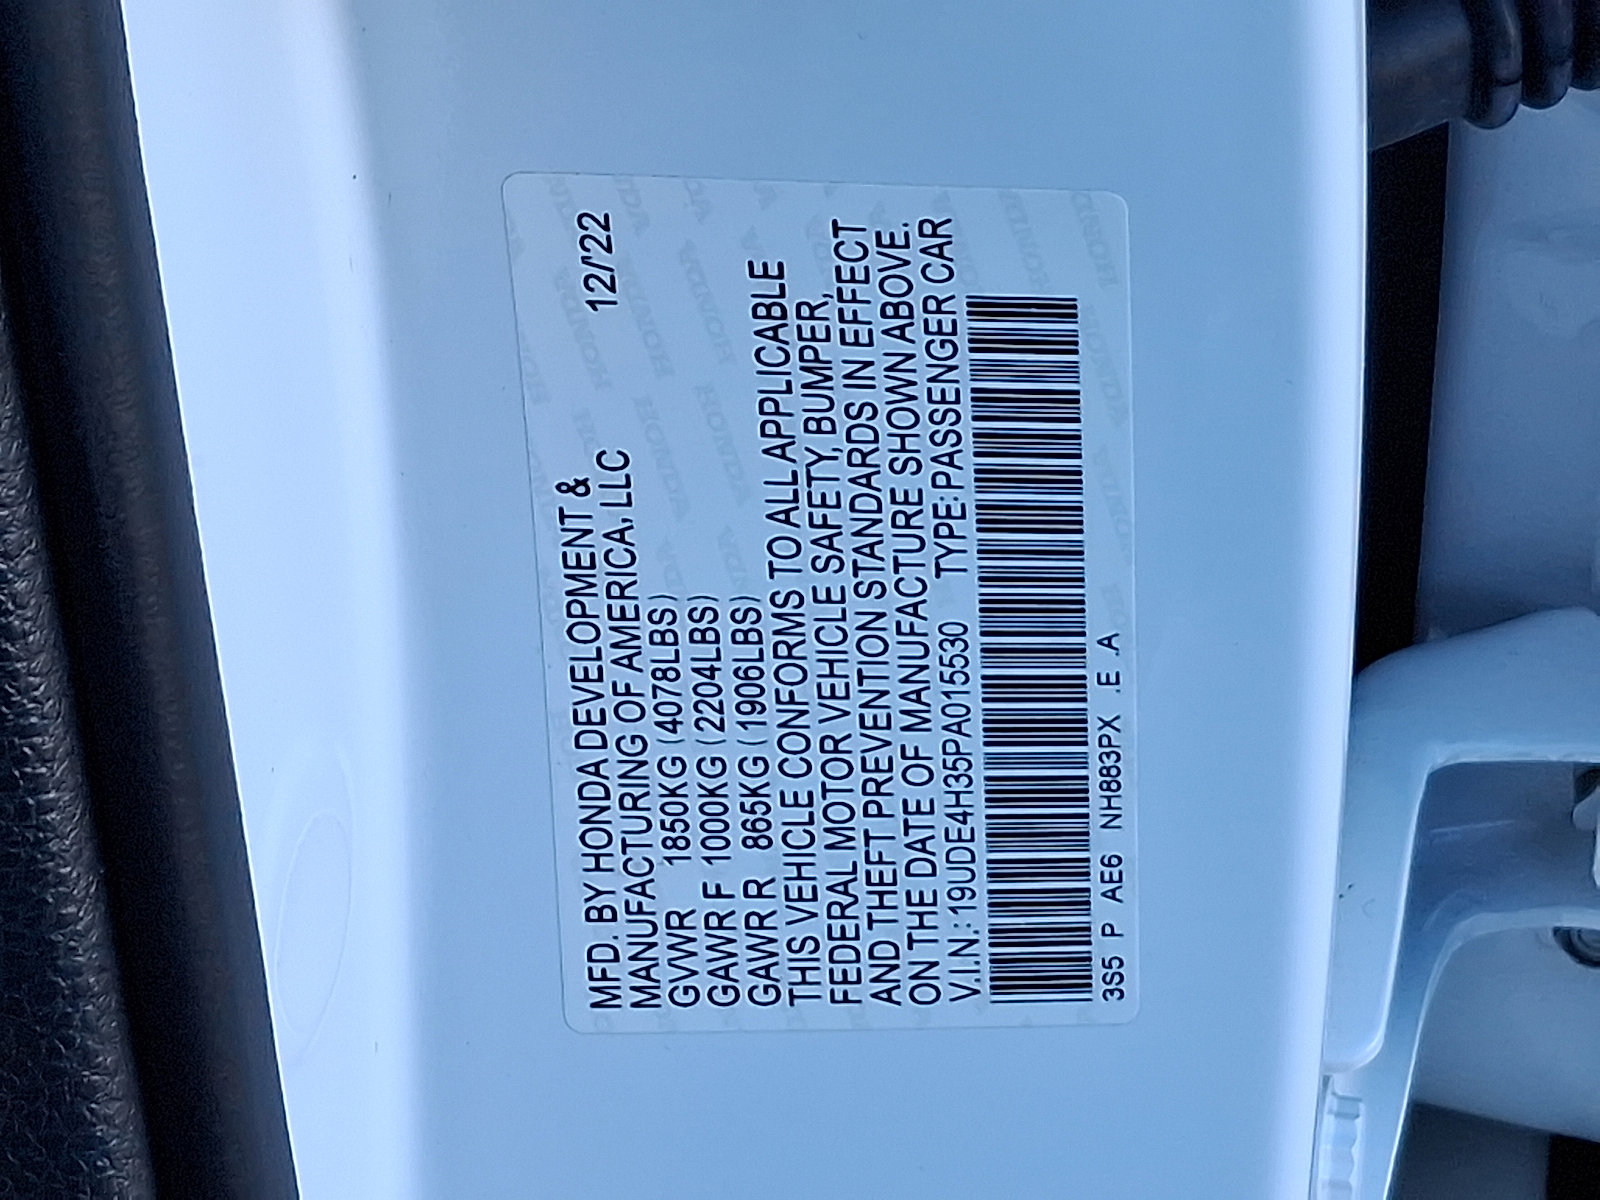 MFD. BY HONDA DEVELOPMENT & 12/'22
MANUFACTURING OF AMERICA, LLC
GVWR 1850KG (4078LBS)
GAWR F 1000KG (2204LBS)
GAWR R 865KG (1906LBS)
THIS VEHICLE CONFORMS TO ALL APPLICABLE
FEDERAL MOTOR VEHICLE SAFETY, BUMPER,
AND THEFT PREVENTION STANDARDS IN EFFECT
ON THE DATE OF MANUFACTURE SHOWN ABOVE.
V.I.N.: 19UDE4H35PA015530 TYPE: PASSENGER CAR
3S5 P AE6 NH883PX .E .A